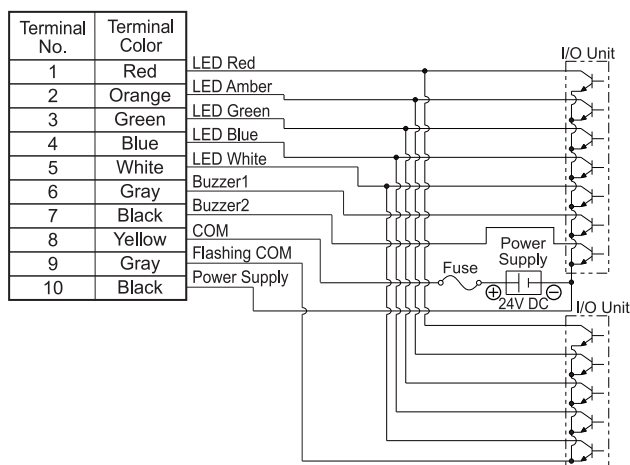 Terminal No. Terminal Color
1 Red LED Red
2 Orange LED Amber
3 Green LED Green
4 Blue LED Blue
5 White LED White
6 Gray Buzzer1
7 Black Buzzer2
8 Yellow COM
9 Gray Flashing COM
10 Black Power Supply
I/O Unit
Power
Supply
Fuse
24V DC
I/O Unit